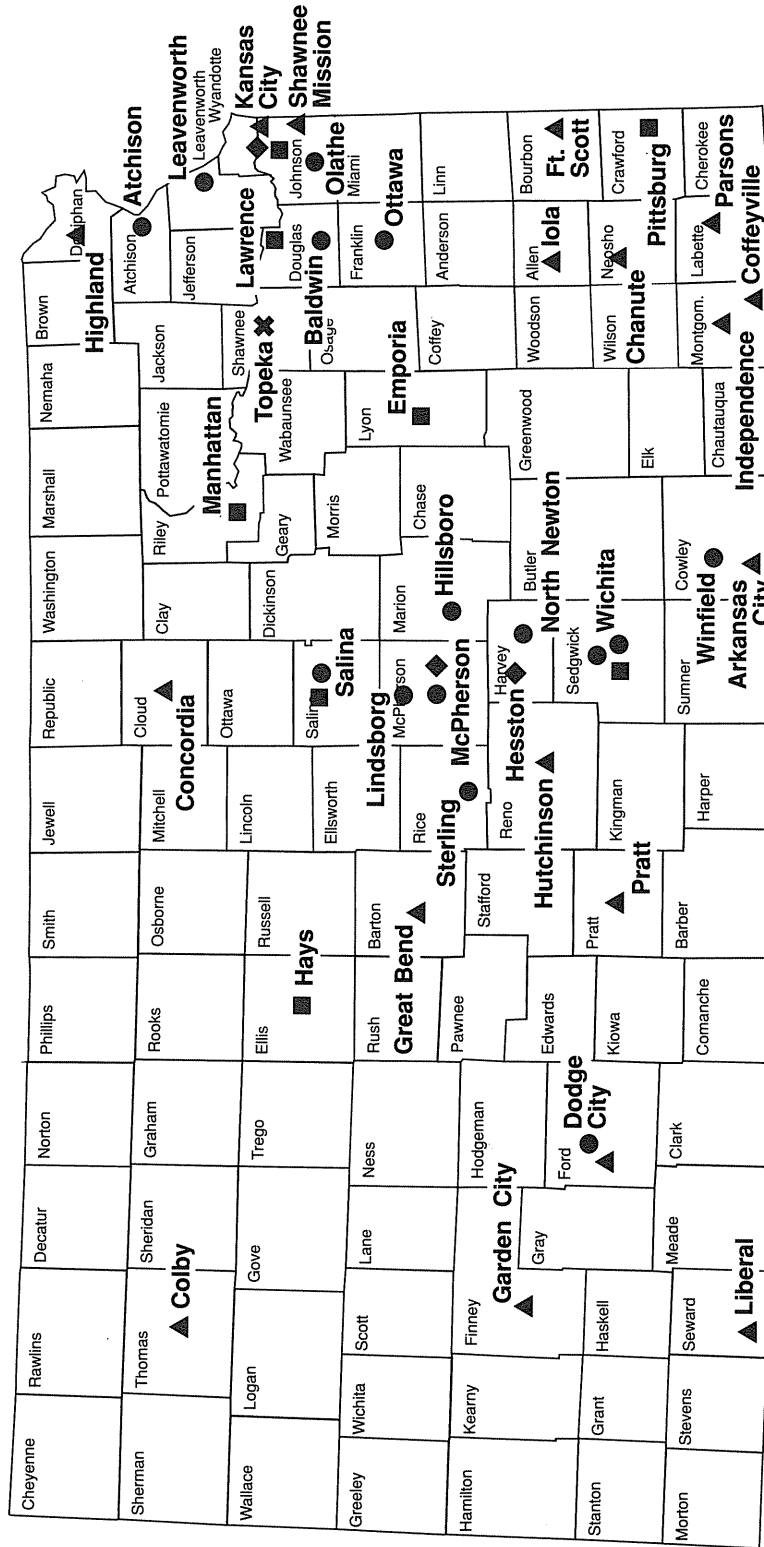 Cheyenne
Rawlins
Decatur
Norton
Phillips
Smith
Jewell
Republic
Washington
Marshall
Nemaha
Brown
Doniphan
Highland
Sherman
Thomas
Colby
Sheridan
Graham
Rooks
Osborne
Mitchell
Cloud
Concordia
Clay
Riley
Pottawatomie
Manhattan
Jackson
Atchison
Atchison
Jefferson
Leavenworth
Leavenworth
Wyandotte
Kansas
City
Shawnee
Mission
Wallace
Logan
Gove
Trego
Ellis
Hays
Russell
Lincoln
Ottawa
Salina
Dickinson
Geary
Wabaunsee
Shawnee
Topeka
Lawrence
Douglas
Baldwin
Johnson
Olathe
Miami
Greeley
Wichita
Scott
Lane
Ness
Rush
Barton
Great Bend
Ellsworth
Rice
Sterling
Lindsborg
McPherson
McPherson
Marion
Hillsboro
Morris
Chase
Lyon
Emporia
Osage
Coffey
Franklin
Ottawa
Anderson
Linn
Hamilton
Kearny
Finney
Garden City
Hodgeman
Pawnee
Stafford
Reno
Hutchinson
Harvey
Hesston
North Newton
Butler
Greenwood
Woodson
Allen
Iola
Bourbon
Ft.
Scott
Stanton
Grant
Haskell
Gray
Ford
Dodge
City
Edwards
Kiowa
Pratt
Pratt
Kingman
Sedgwick
Wichita
Elk
Wilson
Chanute
Neosho
Crawford
Pittsburg
Morton
Stevens
Seward
Liberal
Meade
Clark
Comanche
Barber
Harper
Sumner
Cowley
Winfield
Arkansas
City
Chautauqua
Independence
Montgom.
Coffeyville
Labette
Parsons
Cherokee